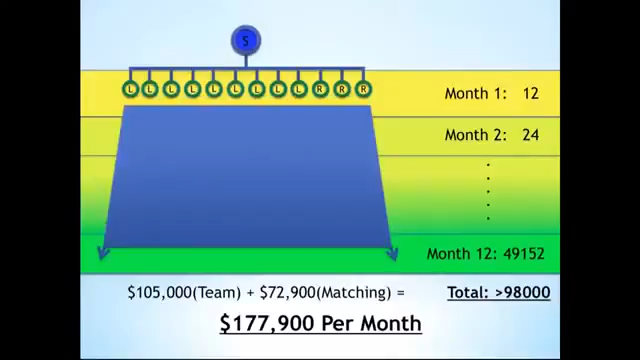 S
L L L L L L L L L R R R
Month 1: 12
Month 2: 24
Month 12: 49152
$105,000(Team) + $72,900(Matching) = Total: >98000
$177,900 Per Month